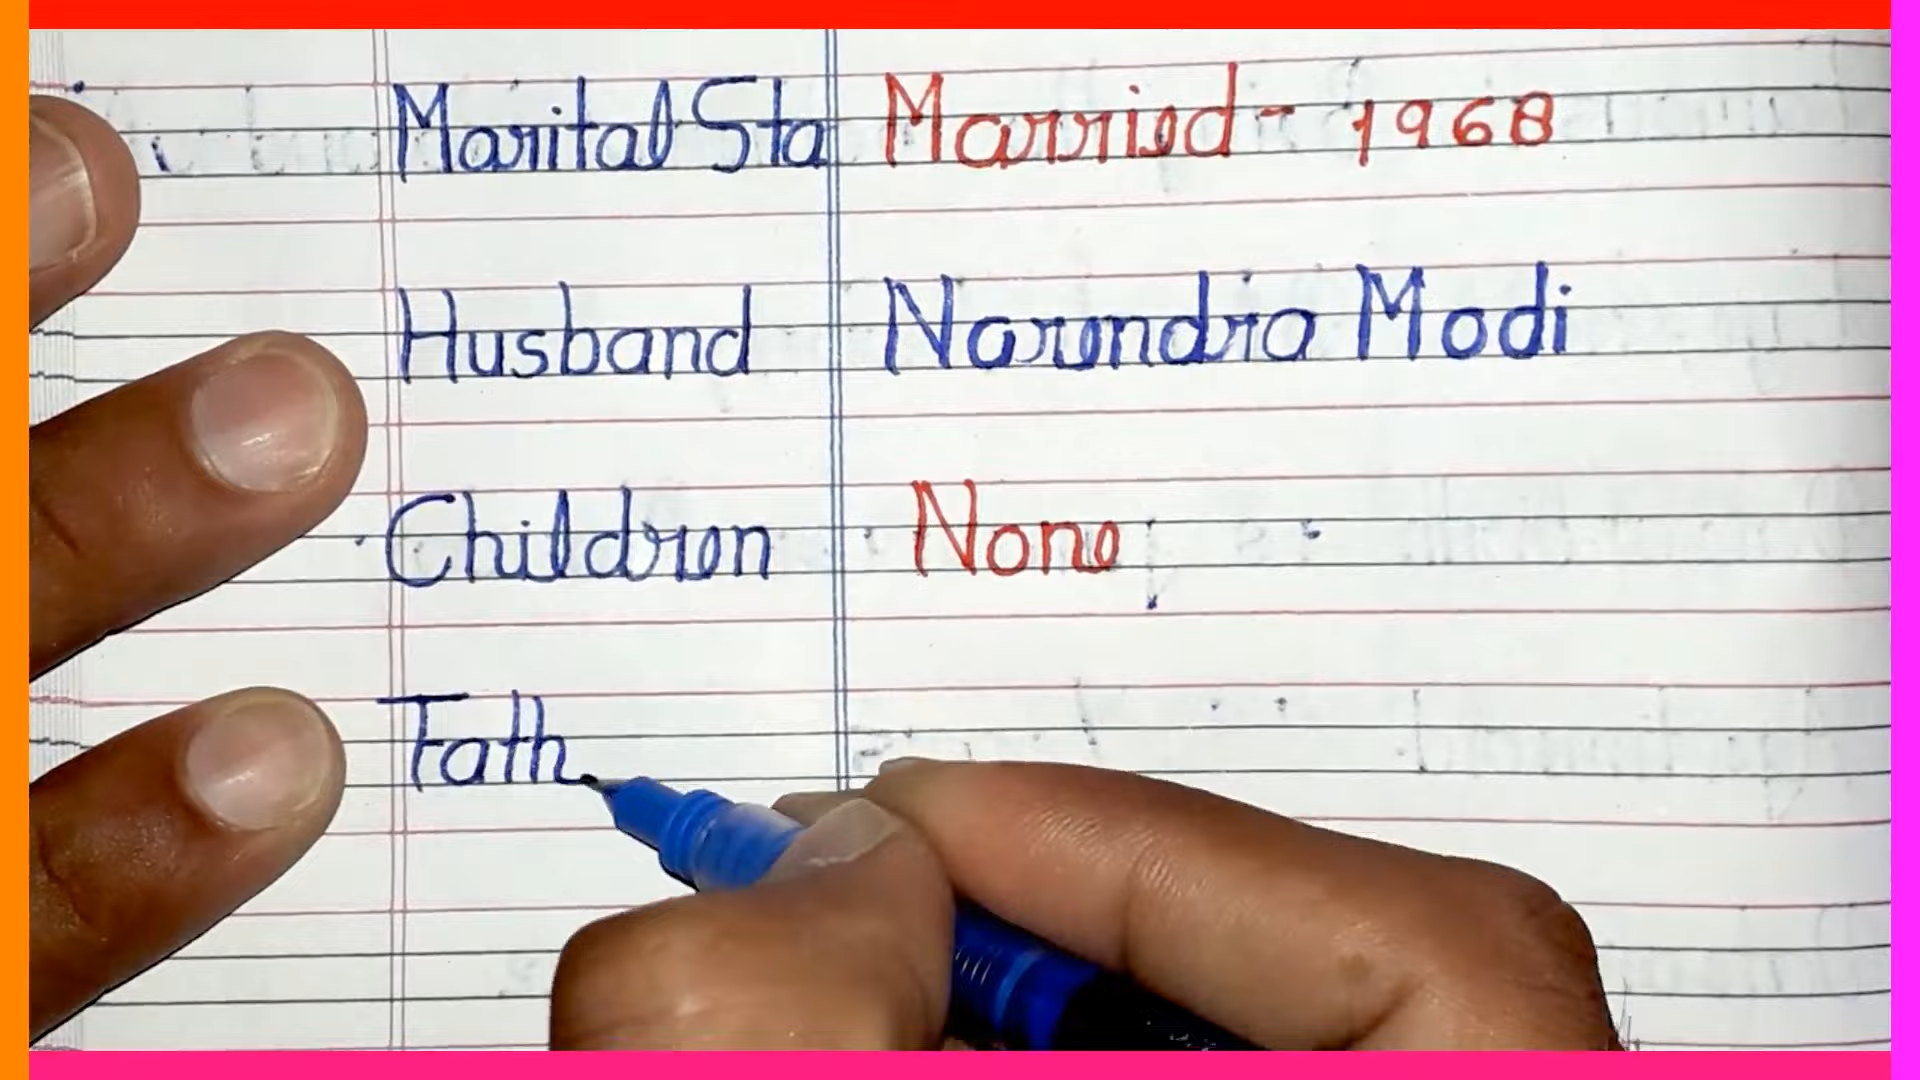 Marital Sta Married - 1968
Husband Narendra Modi
Children None
Fath